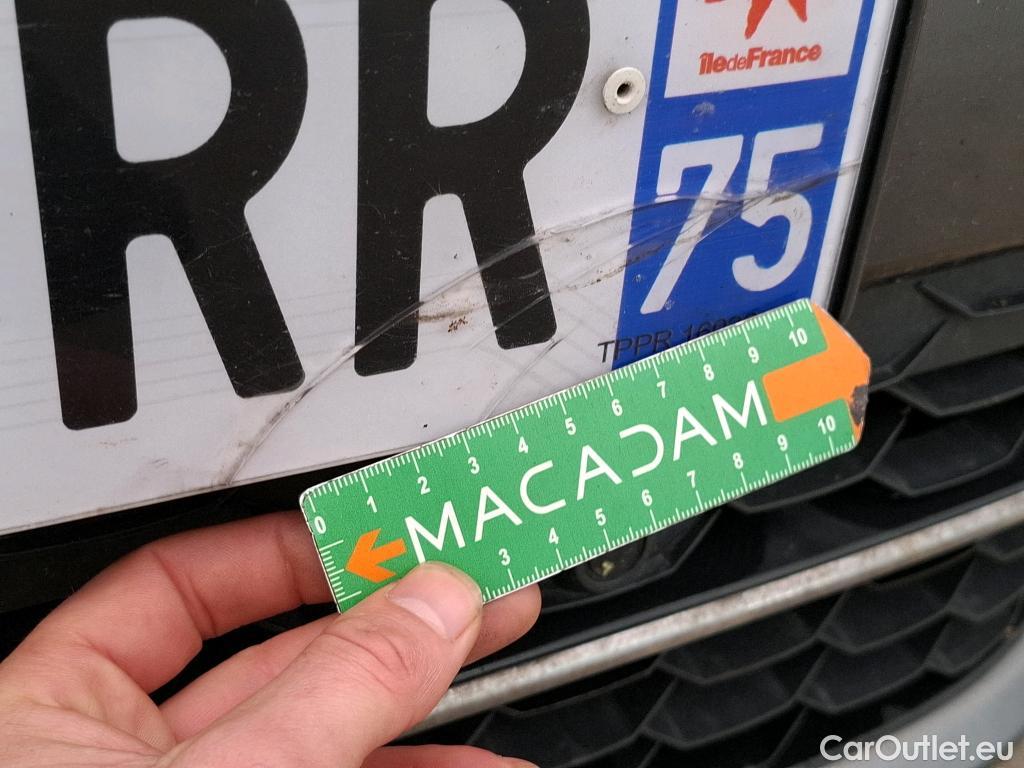 RR
îledeFrance
75
TPPR
0 1 2 3 4 5 6 7 8 9 10
MACADAM
3 4 5 6 7 8 9 10
CarOutlet.eu